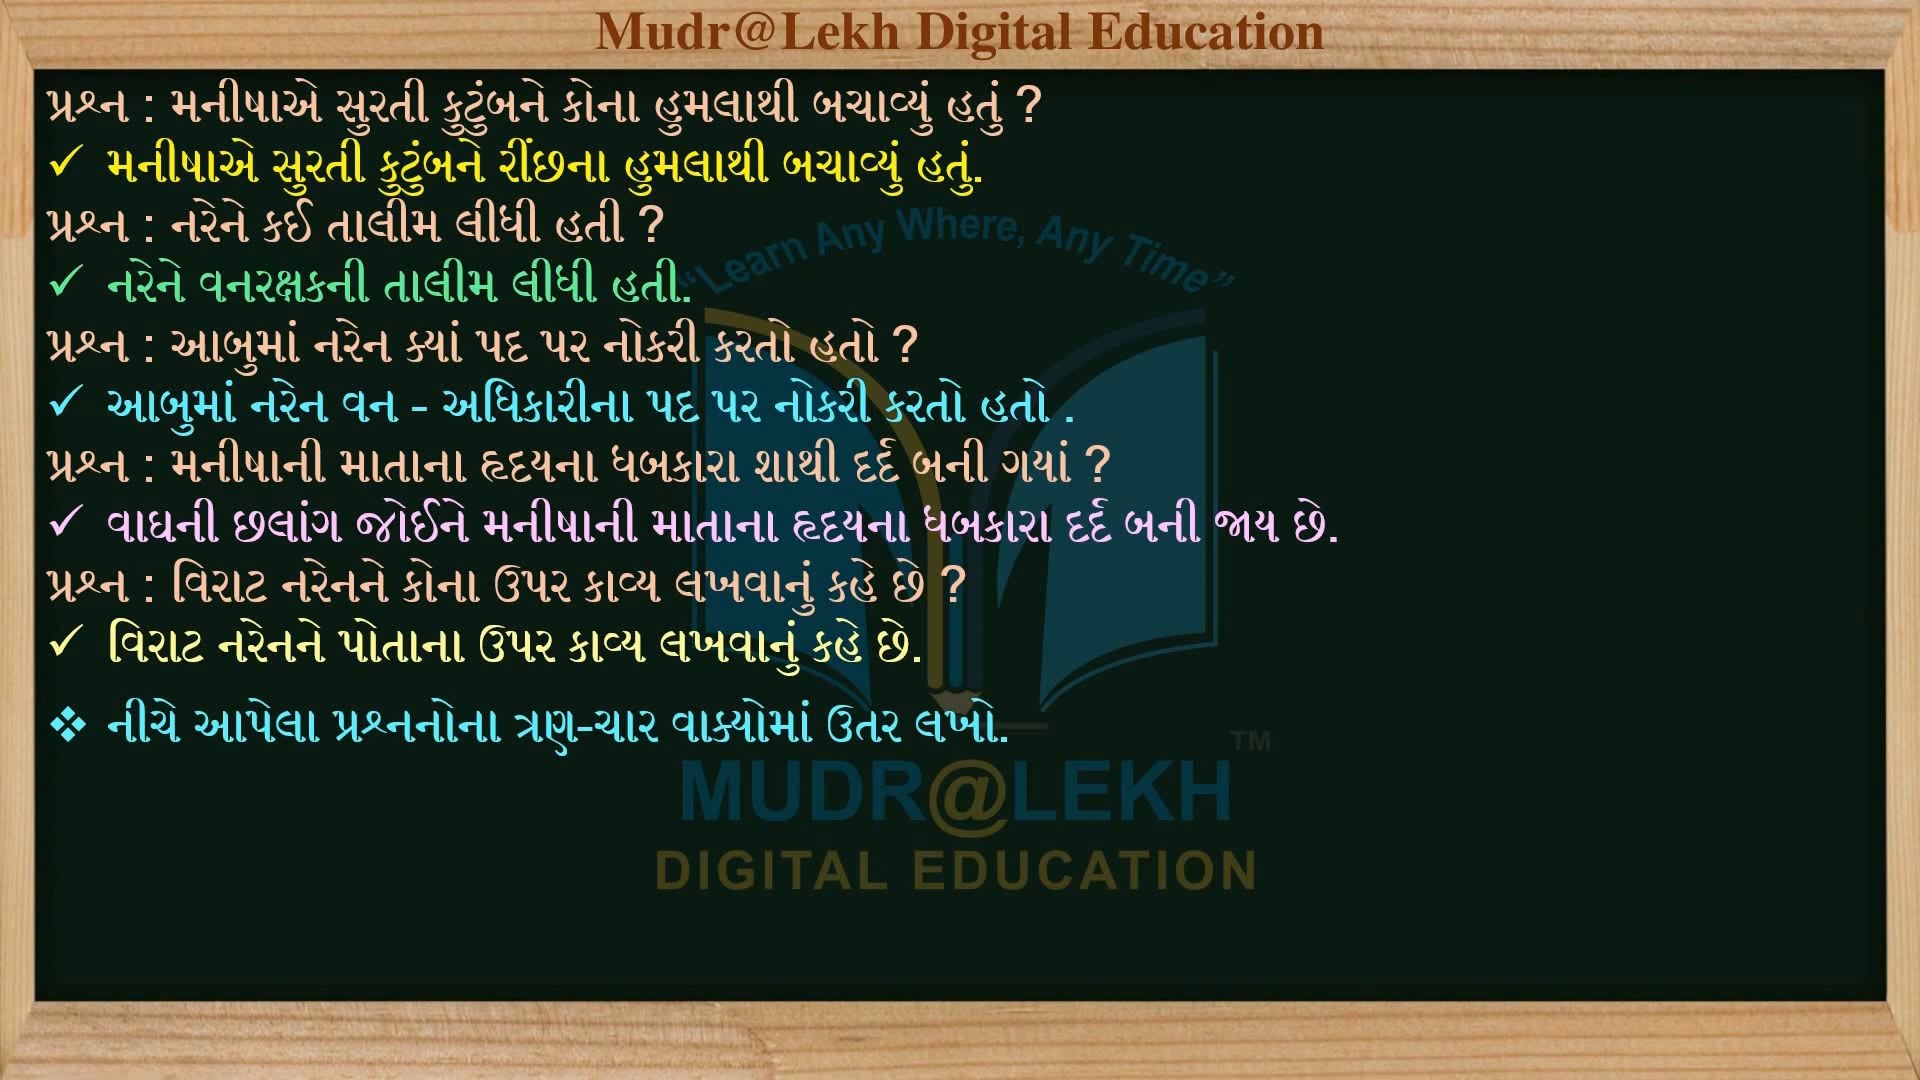 Mudr@Lekh Digital Education
પ્રશ્ન : મનીષાએ સુરતી કુટુંબને કોના હુમલાથી બચાવ્યું હતું ?
✓ મનીષાએ સુરતી કુટુંબને રીંછના હુમલાથી બચાવ્યું હતું.
પ્રશ્ન : નરેને કઈ તાલીમ લીધી હતી ?
✓ નરેને વનરક્ષકની તાલીમ લીધી હતી.
પ્રશ્ન : આબુમાં નરેન ક્યાં પદ પર નોકરી કરતો હતો ?
✓ આબુમાં નરેન વન - અધિકારીના પદ પર નોકરી કરતો હતો .
પ્રશ્ન : મનીષાની માતાના હૃદયના ધબકારા શાથી દર્દ બની ગયાં ?
✓ વાઘની છલાંગ જોઈને મનીષાની માતાના હૃદયના ધબકારા દર્દ બની જાય છે.
પ્રશ્ન : વિરાટ નરેનને કોના ઉપર કાવ્ય લખવાનું કહે છે ?
✓ વિરાટ નરેનને પોતાના ઉપર કાવ્ય લખવાનું કહે છે.
❖ નીચે આપેલા પ્રશ્નનોના ત્રણ-ચાર વાક્યોમાં ઉતર લખો.
“Learn Any Where, Any Time”
TM
MUDR@LEKH
DIGITAL EDUCATION